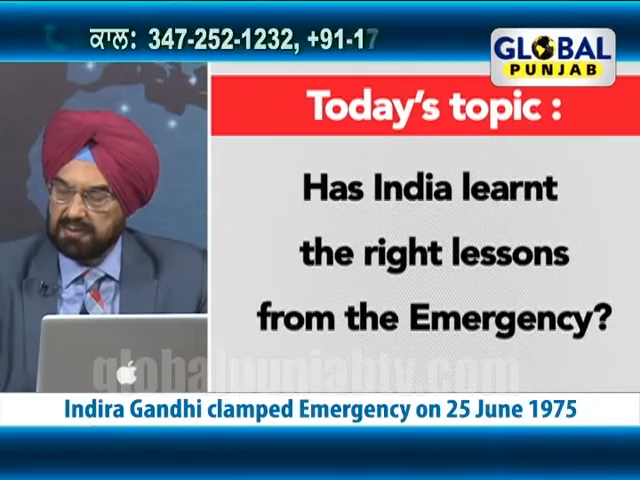 ਕਾਲ: 347-252-1232, +91-17
GLOBAL
PUNJAB
Today's topic :
Has India learnt
the right lessons
from the Emergency?
globalpunjabtv.com
Indira Gandhi clamped Emergency on 25 June 1975